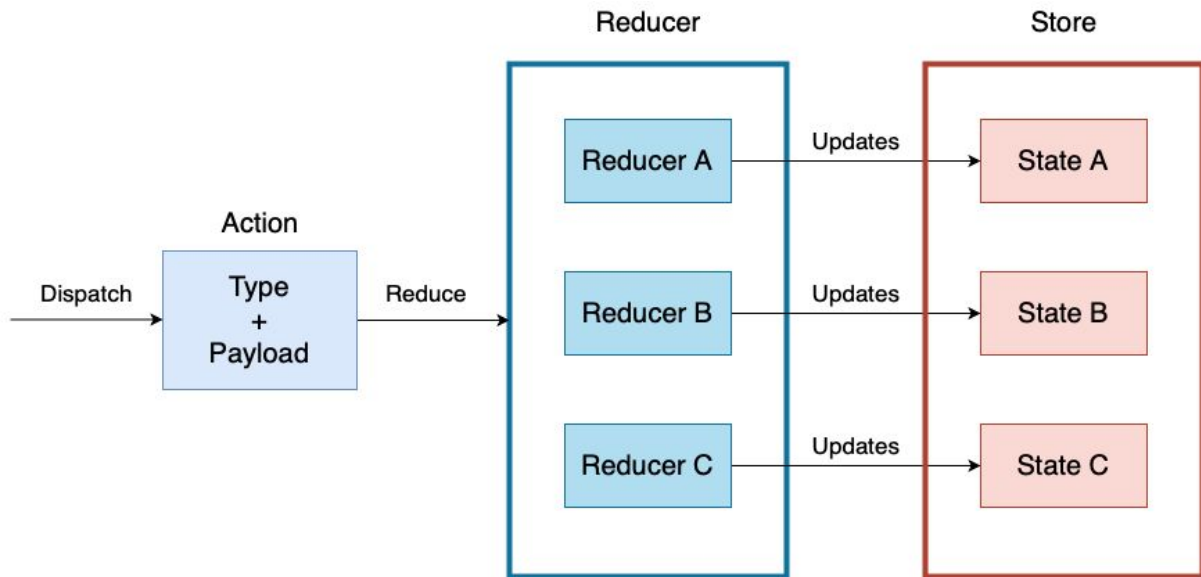 Reducer
Store
Reducer A
Updates
State A
Action
Dispatch
Type
+
Payload
Reduce
Reducer B
Updates
State B
Reducer C
Updates
State C